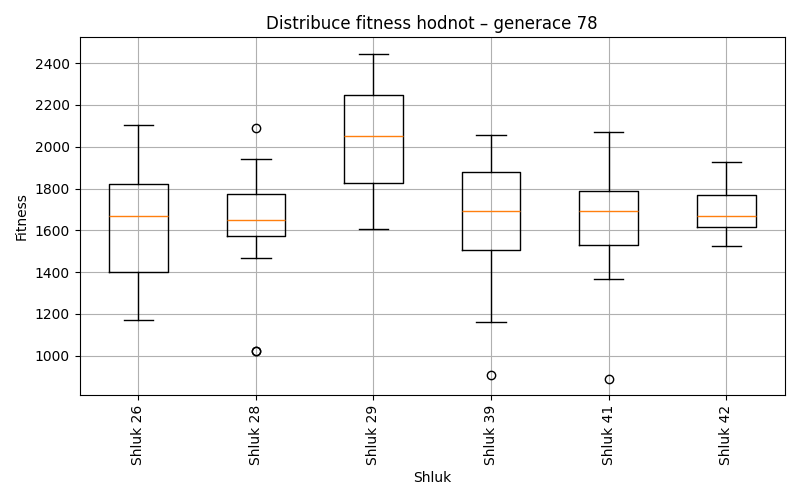 Distribuce fitness hodnot – generace 78
Fitness
2400
2200
2000
1800
1600
1400
1200
1000
Shluk 26
Shluk 28
Shluk 29
Shluk 39
Shluk 41
Shluk 42
Shluk